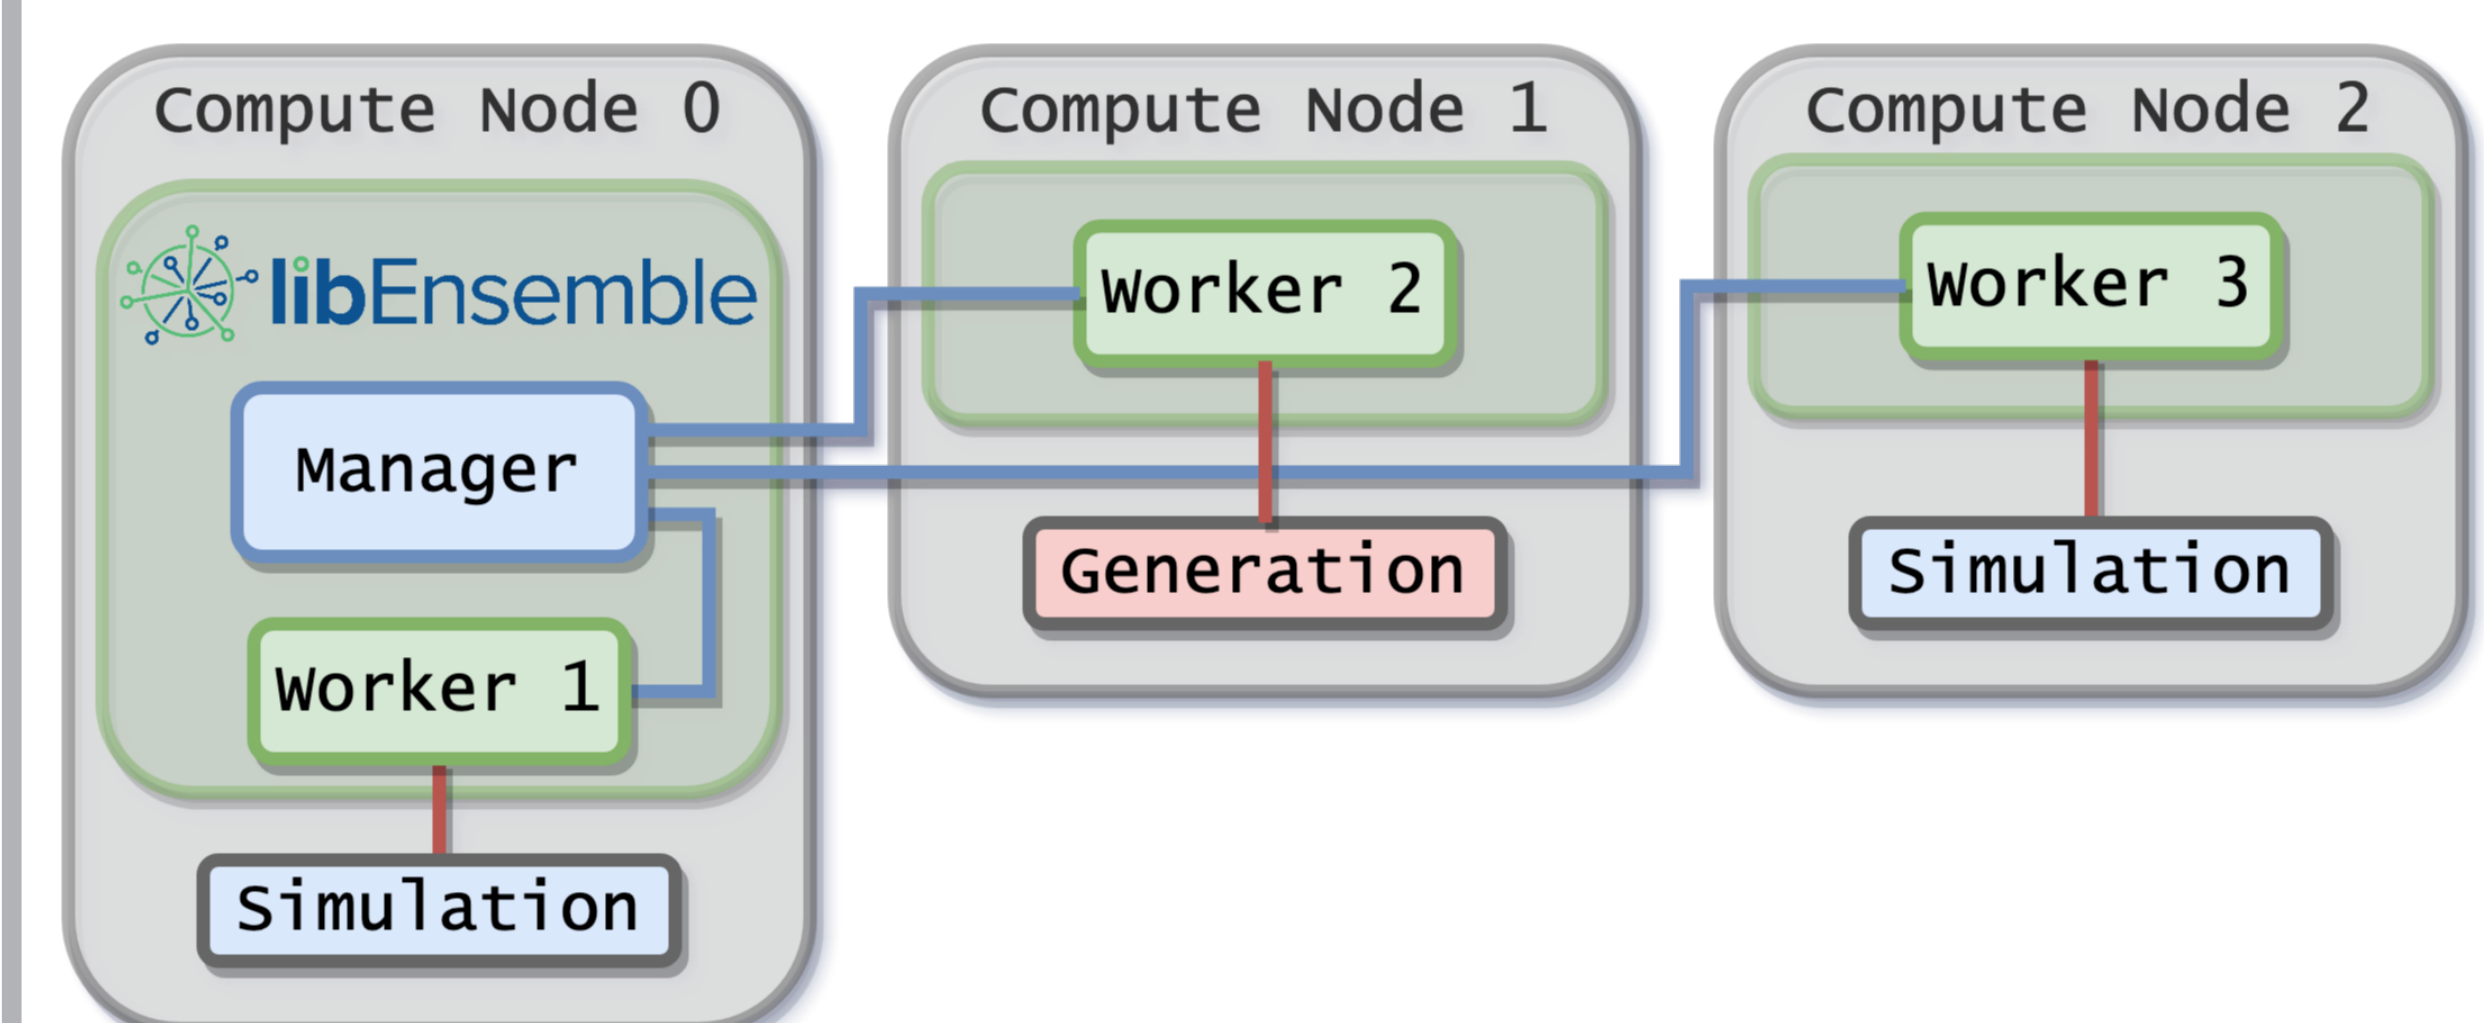 Compute Node 0
libEnsemble
Manager
Worker 1
Simulation
Compute Node 1
Worker 2
Generation
Compute Node 2
Worker 3
Simulation